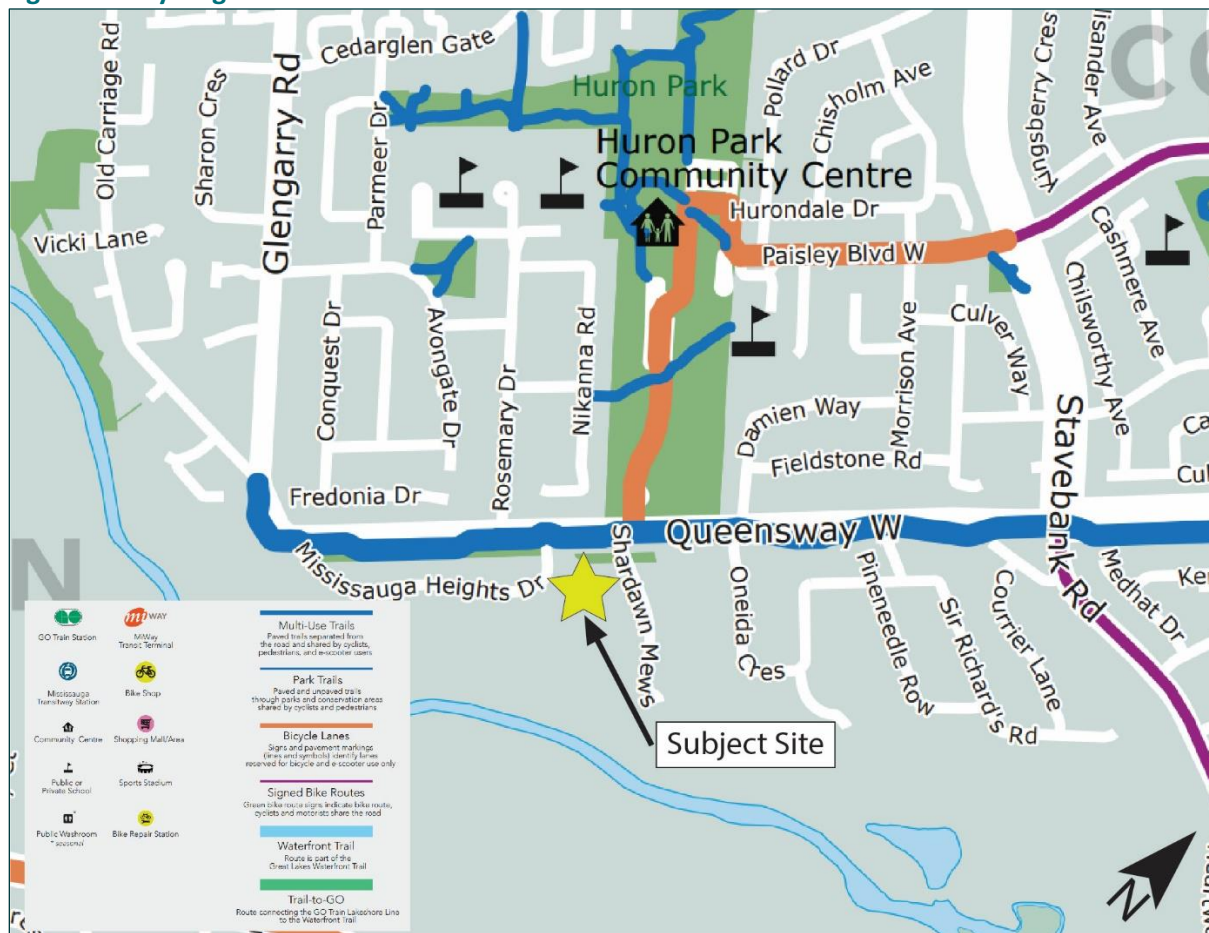 Cedarglen Gate
Old Carriage Rd
Sharon Cres
Glengarry Rd
Parmeer Dr
Huron Park
Pollard Dr
Chisholm Ave
Kingsberry Cres
lisander Ave
CO
Huron Park
Community Centre
Hurondale Dr
Paisley Blvd W
Cashmere Ave
Vicki Lane
Conquest Dr
Avongate Dr
Rosemary Dr
Nikanna Rd
Morrison Ave
Culver Way
Chilsworthy Ave
Damien Way
Fieldstone Rd
Stavebank Rd
Ca
Cul
Fredonia Dr
Queensway W
N
Mississauga Heights Dr
Shardawn Mews
Oneida Cres
Pineneedle Row
Sir Richard's Rd
Courrier Lane
Medhat Dr
Ker
Subject Site
GO Train Station
MiWAY
MiWay
Transit Terminal
Mississauga
Transitway Station
Bike Shop
Community Centre
Shopping Mall/Area
Public or
Private School
Sports Stadium
Public Washroom
* seasonal
Bike Repair Station
Multi-Use Trails
Paved trails separated from
the road and shared by cyclists,
pedestrians, and e-scooter users
Park Trails
Paved and unpaved trails
through parks and conservation areas
shared by cyclists and pedestrians
Bicycle Lanes
Signs and pavement markings
(lines and symbols) identify lanes
reserved for bicycle and e-scooter use only
Signed Bike Routes
Green bike route signs indicate bike route,
cyclists and motorists share the road
Waterfront Trail
Route is part of the
Great Lakes Waterfront Trail
Trail-to-GO
Route connecting the GO Train Lakeshore Line
to the Waterfront Trail
N